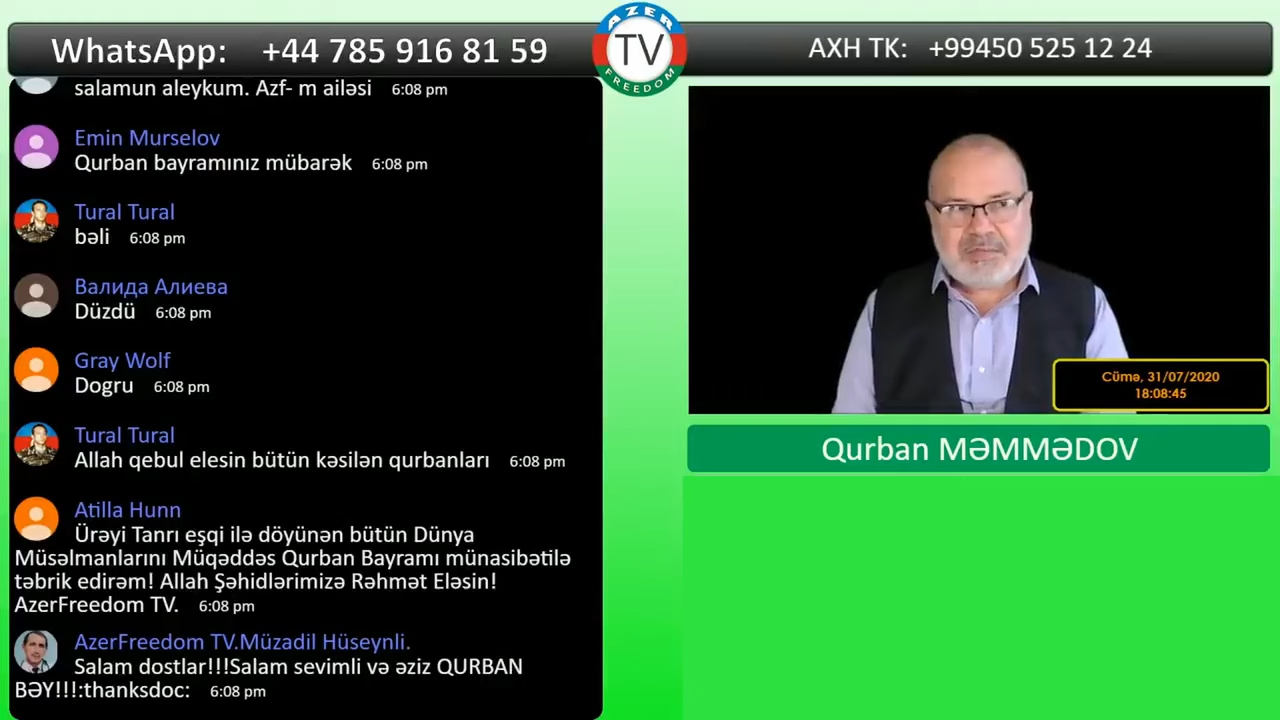 WhatsApp: +44 785 916 81 59
AZER
TV
FREEDOM
AXH TK: +99450 525 12 24
salamun aleykum. Azf- m ailəsi 6:08 pm
Emin Murselov
Qurban bayramınız mübarək 6:08 pm
Tural Tural
bəli 6:08 pm
Валида Алиева
Düzdü 6:08 pm
Gray Wolf
Dogru 6:08 pm
Tural Tural
Allah qebul elesin bütün kəsilən qurbanları 6:08 pm
Atilla Hunn
Ürəyi Tanrı eşqi ilə döyünən bütün Dünya
Müsəlmanlarını Müqəddəs Qurban Bayramı münasibətilə
təbrik edirəm! Allah Şəhidlərimizə Rəhmət Eləsin!
AzerFreedom TV. 6:08 pm
AzerFreedom TV.Müzadil Hüseynli.
Salam dostlar!!!Salam sevimli və əziz QURBAN
BƏY!!!:thanksdoc: 6:08 pm
Cümə, 31/07/2020
18:08:45
Qurban MƏMMƏDOV